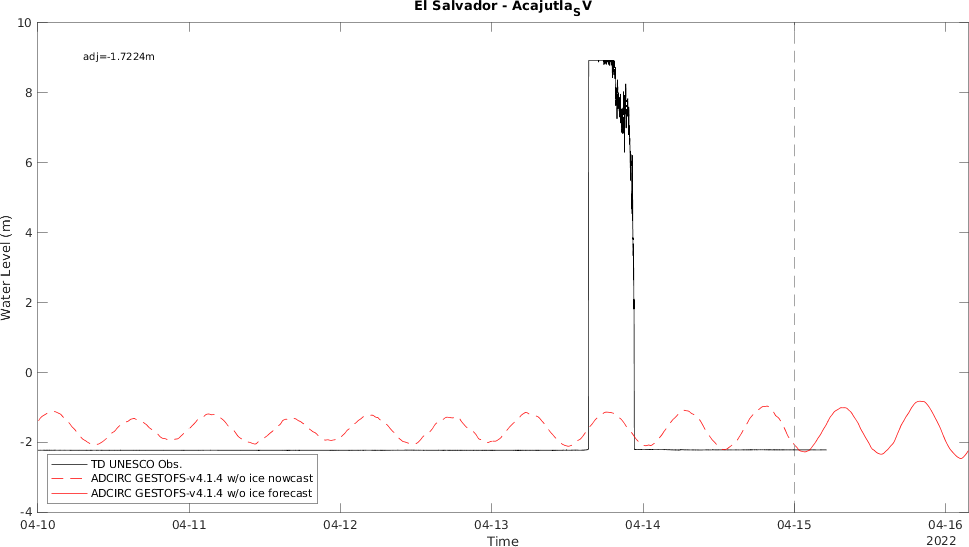 El Salvador - AcajutlaSV
adj=-1.7224m
Water Level (m)
10
8
6
4
2
0
-2
-4
TD UNESCO Obs.
ADCIRC GESTOFS-v4.1.4 w/o ice nowcast
ADCIRC GESTOFS-v4.1.4 w/o ice forecast
04-10 04-11 04-12 04-13 04-14 04-15 04-16
Time
2022